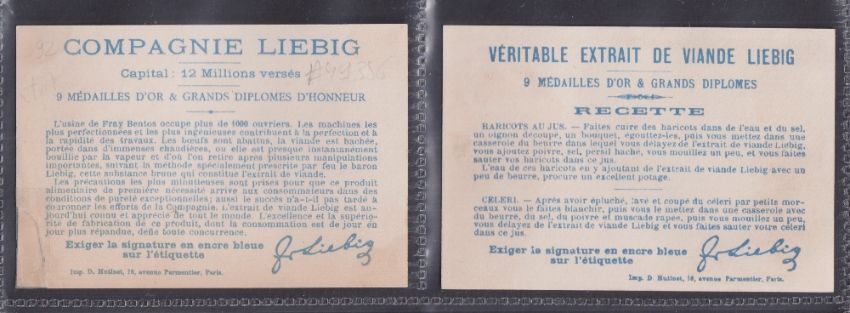 COMPAGNIE LIEBIG
Capital : 12 Millions versés
9 MÉDAILLES D'OR & GRANDS DIPLOMES D'HONNEUR
L'usine de Fray Bentos occupe plus de 1000 ouvriers. Les machines les
plus perfectionnées et les plus ingénieuses contribuent à la perfection et à
la rapidité des travaux. Les bœufs sont abattus, la viande est hachée,
portée dans d'immenses chaudières, où elle est presque instantanément
bouillie par la vapeur et d'où l'on retire après plusieurs manipulations
importantes, suivant la méthode spécialement prescrite par feu le baron
Liebig, cette substance brune qui constitue l'extrait de viande.
Les précautions les plus minutieuses sont prises pour que ce produit
alimentaire de première nécessité arrive aux consommateurs dans des
conditions de pureté exceptionnelles; aussi le succès n'a-t-il pas tardé à
couronner les efforts de la Compagnie. L'extrait de viande Liebig est au-
jourd'hui connu et apprécié de tout le monde. L'excellence et la supério-
rité de fabrication de ce produit, dont la consommation est de jour en
jour plus répandue, défie toute concurrence.
Exiger la signature en encre bleue
sur l'étiquette
J v Liebig
Imp. D. Hutinet, 16, avenue Parmentier, Paris.
VÉRITABLE EXTRAIT DE VIANDE LIEBIG
9 MÉDAILLES D'OR & GRANDS DIPLOMES
RECETTE
HARICOTS AU JUS. — Faites cuire des haricots dans de l'eau et du sel,
un oignon découpé, un bouquet, égouttez-les, puis vous mettez dans une
casserole du beurre dans lequel vous délayez de l'extrait de viande Liebig,
vous ajoutez poivre, sel, persil haché, vous mouillez un peu, et vous faites
sauter vos haricots dans ce jus.
L'eau de ces haricots en y ajoutant de l'extrait de viande Liebig avec un
peu de beurre, procure un excellent potage.
CÉLERI. — Après avoir épluché, lavé et coupé du céleri par petits mor-
ceaux vous le faites blanchir, puis vous le mettez dans une casserole avec
du beurre, du sel, du poivre et muscade rapée, puis vous mouillez un peu,
vous délayez de l'extrait de viande Liebig et vous faites sauter votre céleri
dans ce jus.
Exiger la signature en encre bleue
sur l'étiquette
J v Liebig
Imp. D. Hutinet, 16, avenue Parmentier, Paris.